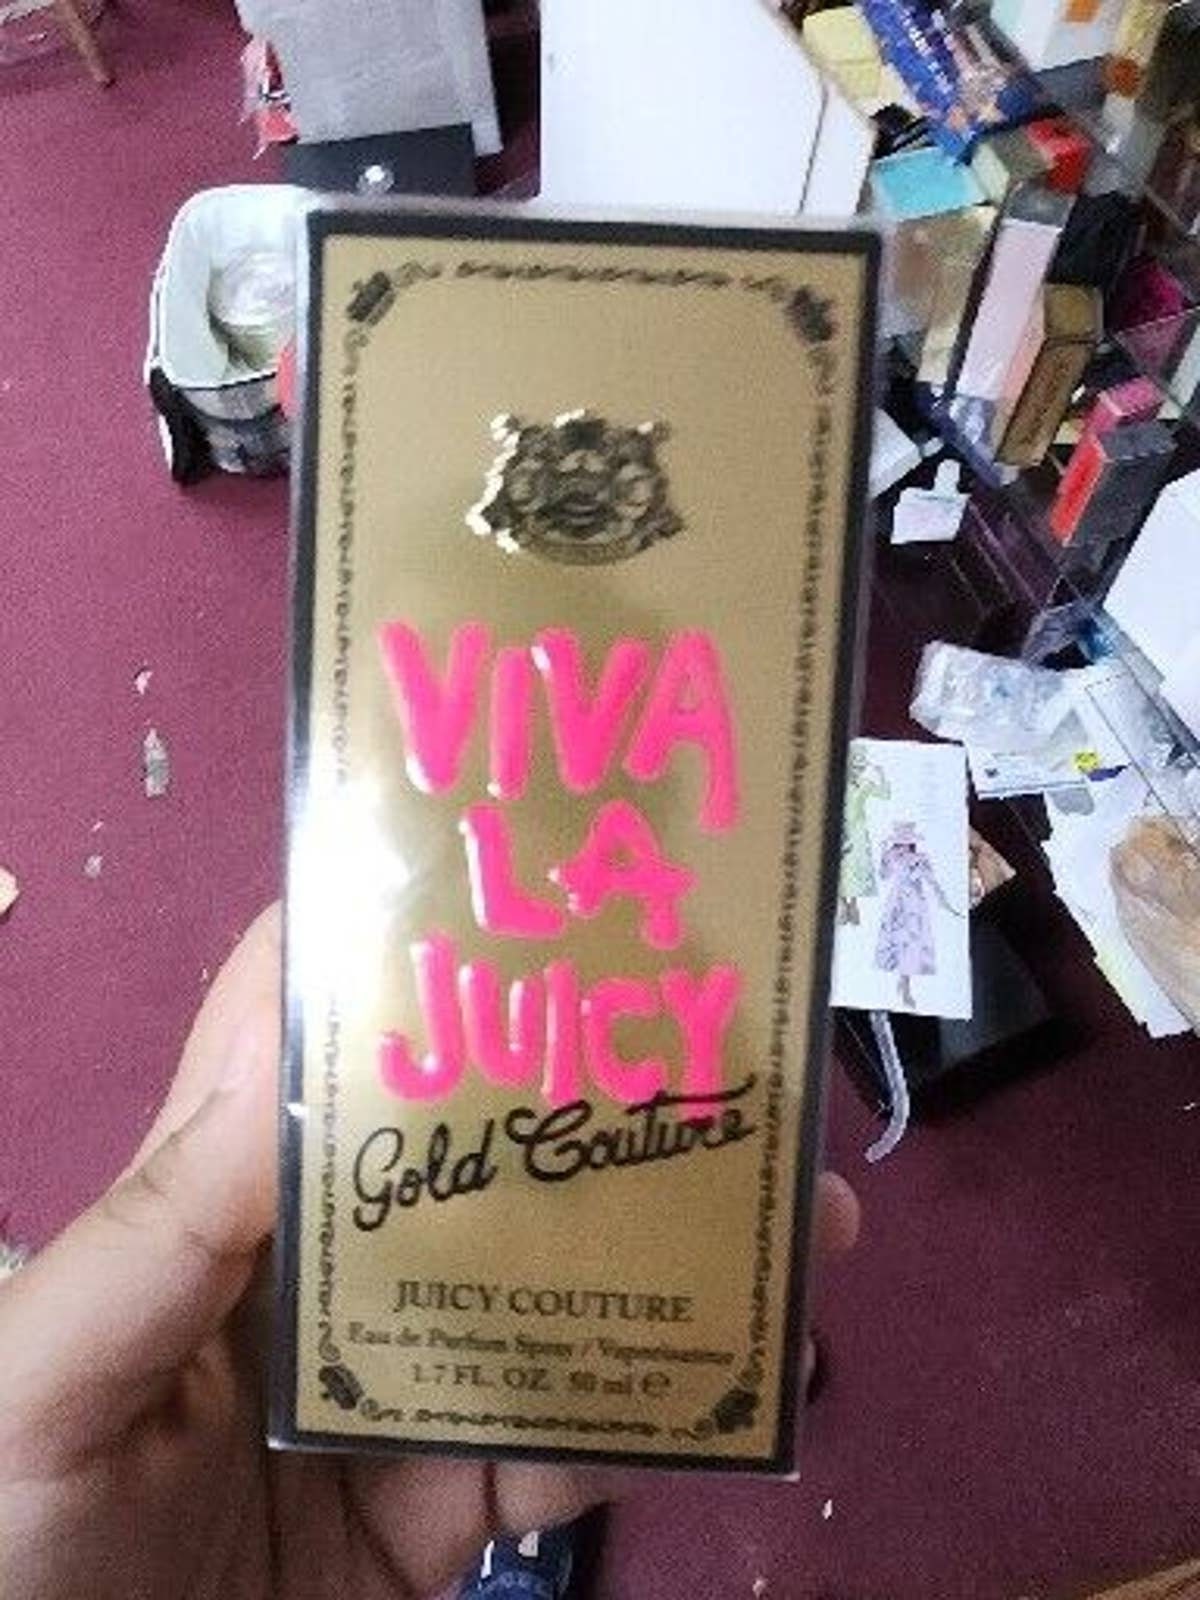 VIVA
LA
JUICY
Gold Couture
JUICY COUTURE
Eau de Parfum Spray / Vaporisateur
1.7 FL. OZ. 50 ml ℮